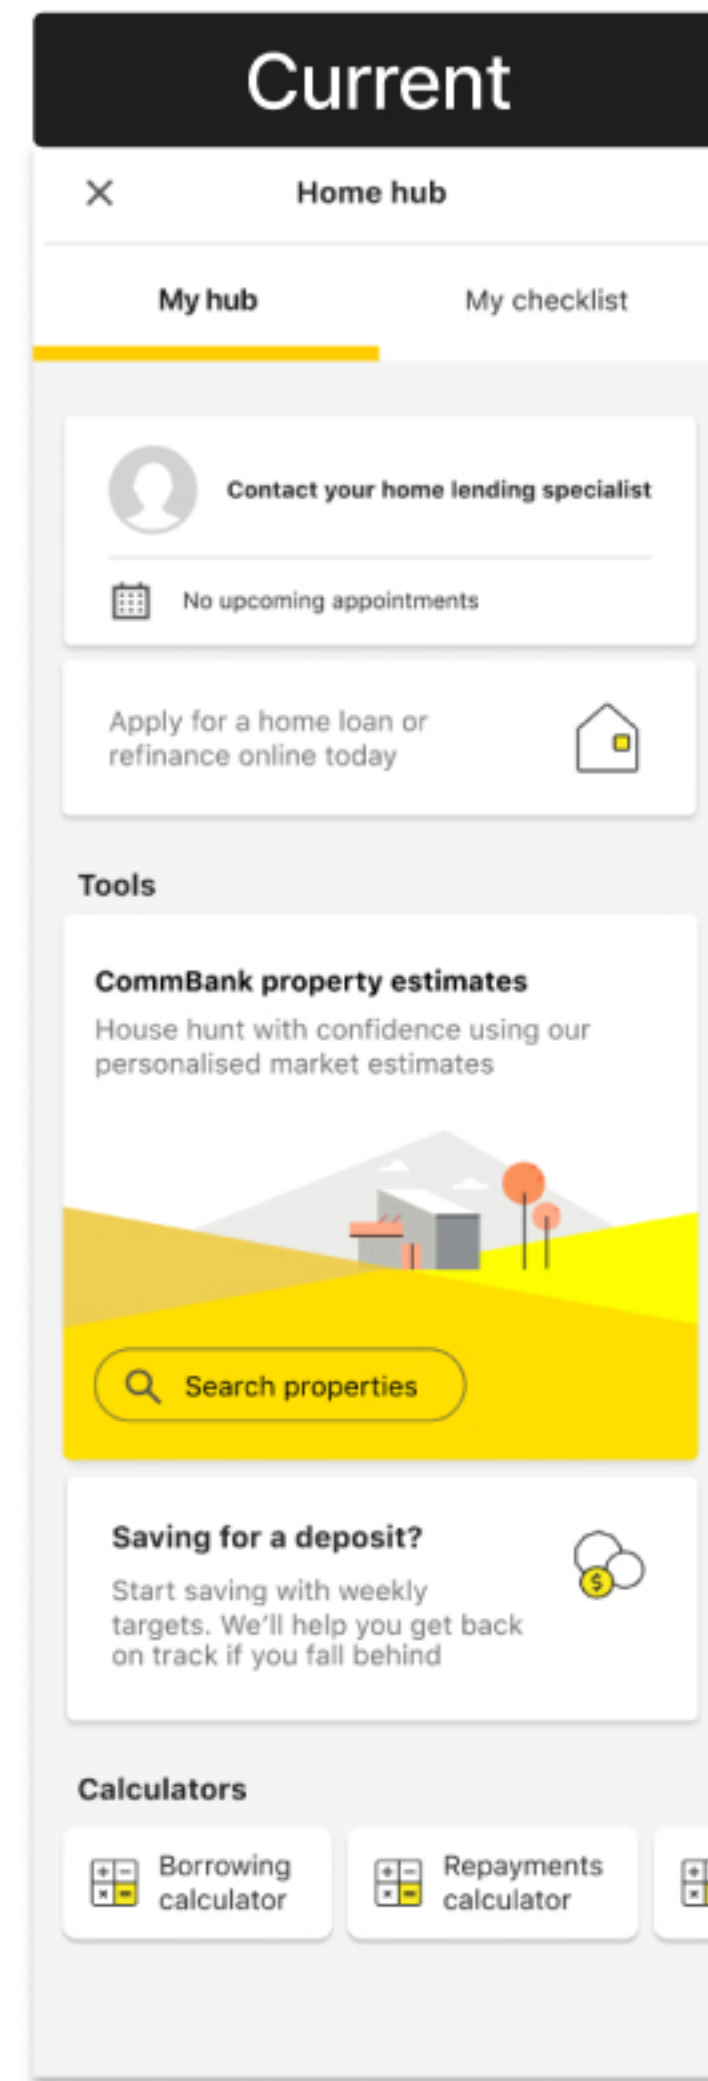 Current
Home hub
My hub
My checklist
Contact your home lending specialist
No upcoming appointments
Apply for a home loan or
refinance online today
Tools
CommBank property estimates
House hunt with confidence using our
personalised market estimates
Search properties
Saving for a deposit?
$
Start saving with weekly
targets. We'll help you get back
on track if you fall behind
Calculators
Borrowing
calculator
Repayments
calculator